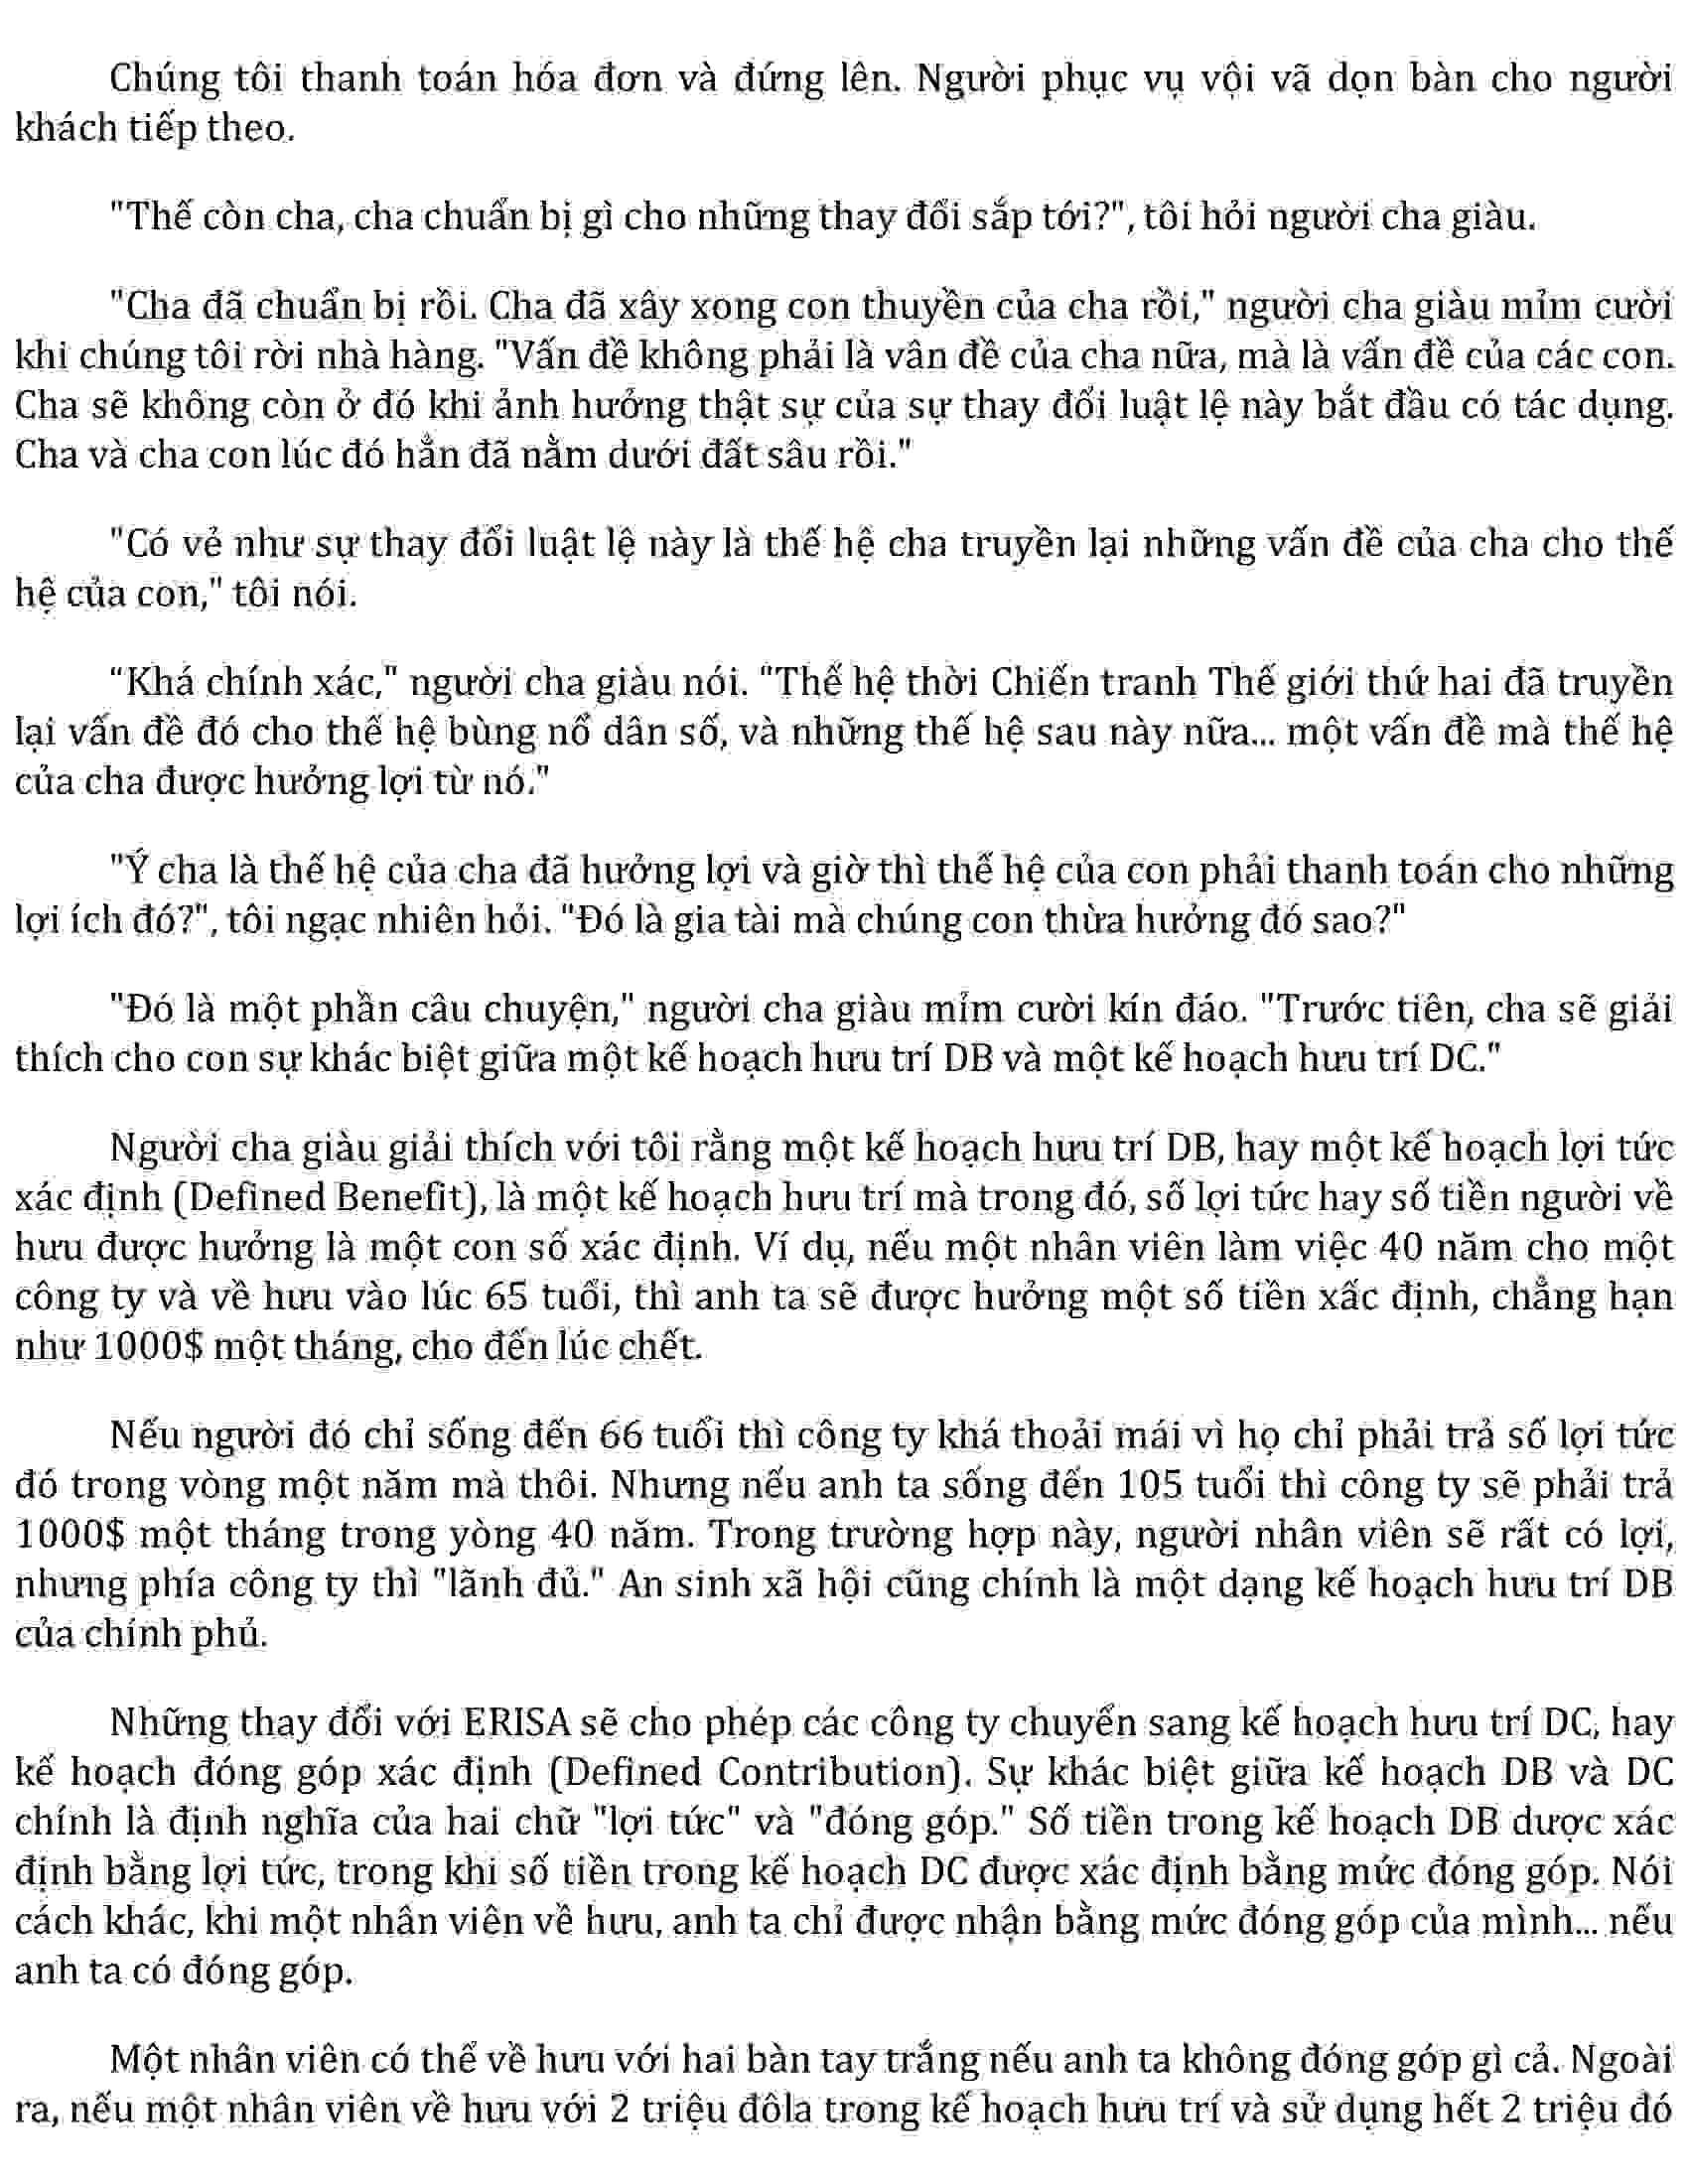 Chúng tôi thanh toán hóa đơn và đứng lên. Người phục vụ vội vã dọn bàn cho người
khách tiếp theo.
"Thế còn cha, cha chuẩn bị gì cho những thay đổi sắp tới?", tôi hỏi người cha giàu.
"Cha đã chuẩn bị rồi. Cha đã xây xong con thuyền của cha rồi," người cha giàu mỉm cười
khi chúng tôi rời nhà hàng. "Vấn đề không phải là vân đề của cha nữa, mà là vấn đề của các con.
Cha sẽ không còn ở đó khi ảnh hưởng thật sự của sự thay đổi luật lệ này bắt đầu có tác dụng.
Cha và cha con lúc đó hẳn đã nằm dưới đất sâu rồi."
"Có vẻ như sự thay đổi luật lệ này là thế hệ cha truyền lại những vấn đề của cha cho thế
hệ của con," tôi nói.
"Khá chính xác," người cha giàu nói. "Thế hệ thời Chiến tranh Thế giới thứ hai đã truyền
lại vấn đề đó cho thế hệ bùng nổ dân số, và những thế hệ sau này nữa... một vấn đề mà thế hệ
của cha được hưởng lợi từ nó."
"Ý cha là thế hệ của cha đã hưởng lợi và giờ thì thế hệ của con phải thanh toán cho những
lợi ích đó?", tôi ngạc nhiên hỏi. "Đó là gia tài mà chúng con thừa hưởng đó sao?"
"Đó là một phần câu chuyện," người cha giàu mỉm cười kín đáo. "Trước tiên, cha sẽ giải
thích cho con sự khác biệt giữa một kế hoạch hưu trí DB và một kế hoạch hưu trí DC."
Người cha giàu giải thích với tôi rằng một kế hoạch hưu trí DB, hay một kế hoạch lợi tức
xác định (Defined Benefit), là một kế hoạch hưu trí mà trong đó, số lợi tức hay số tiền người về
hưu được hưởng là một con số xác định. Ví dụ, nếu một nhân viên làm việc 40 năm cho một
công ty và về hưu vào lúc 65 tuổi, thì anh ta sẽ được hưởng một số tiền xấc định, chẳng hạn
như 1000$ một tháng, cho đến lúc chết.
Nếu người đó chỉ sống đến 66 tuổi thì công ty khá thoải mái vì họ chỉ phải trả số lợi tức
đó trong vòng một năm mà thôi. Nhưng nếu anh ta sống đến 105 tuổi thì công ty sẽ phải trả
1000$ một tháng trong yòng 40 năm. Trong trường hợp này, người nhân viên sẽ rất có lợi,
nhưng phía công ty thì "lãnh đủ." An sinh xã hội cũng chính là một dạng kế hoạch hưu trí DB
của chính phủ.
Những thay đổi với ERISA sẽ cho phép các công ty chuyển sang kế hoạch hưu trí DC, hay
kế hoạch đóng góp xác định (Defined Contribution). Sự khác biệt giữa kế hoạch DB và DC
chính là định nghĩa của hai chữ "lợi tức" và "đóng góp." Số tiền trong kế hoạch DB dược xác
định bằng lợi tức, trong khi số tiền trong kế hoạch DC được xác định bằng mức đóng góp. Nói
cách khác, khi một nhân viên về hưu, anh ta chỉ được nhận bằng mức đóng góp của mình... nếu
anh ta có đóng góp.
Một nhân viên có thể về hưu với hai bàn tay trắng nếu anh ta không đóng góp gì cả. Ngoài
ra, nếu một nhân viên về hưu với 2 triệu đôla trong kế hoạch hưu trí và sử dụng hết 2 triệu đó